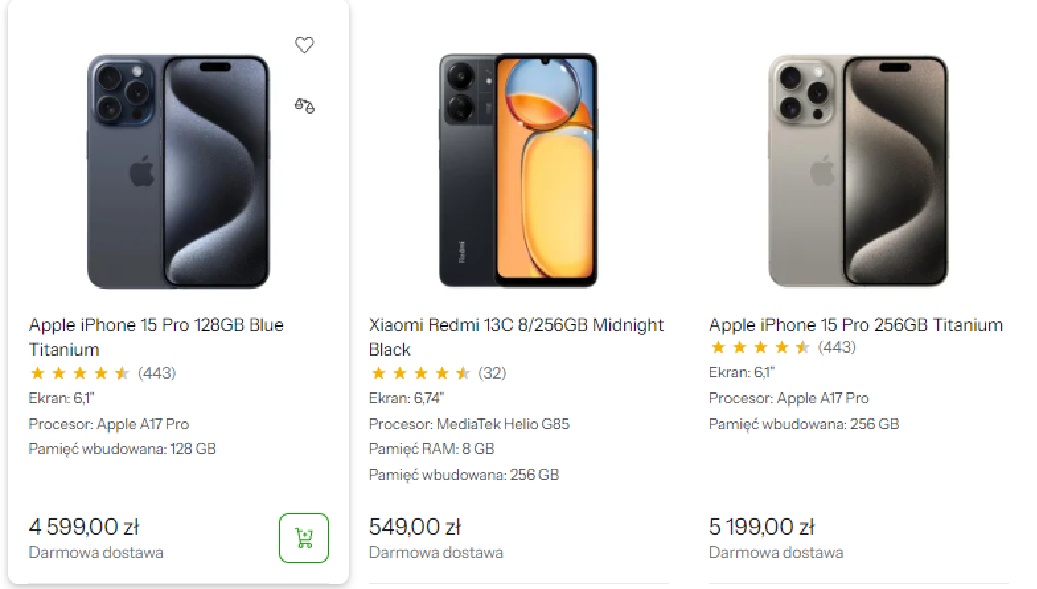 Redmi
Apple iPhone 15 Pro 128GB Blue
Titanium
(443)
Ekran: 6,1"
Procesor: Apple A17 Pro
Pamięć wbudowana: 128 GB
4 599,00 zł
Darmowa dostawa
Xiaomi Redmi 13C 8/256GB Midnight
Black
(32)
Ekran: 6,74"
Procesor: MediaTek Helio G85
Pamięć RAM: 8 GB
Pamięć wbudowana: 256 GB
549,00 zł
Darmowa dostawa
Apple iPhone 15 Pro 256GB Titanium
(443)
Ekran: 6,1"
Procesor: Apple A17 Pro
Pamięć wbudowana: 256 GB
5 199,00 zł
Darmowa dostawa